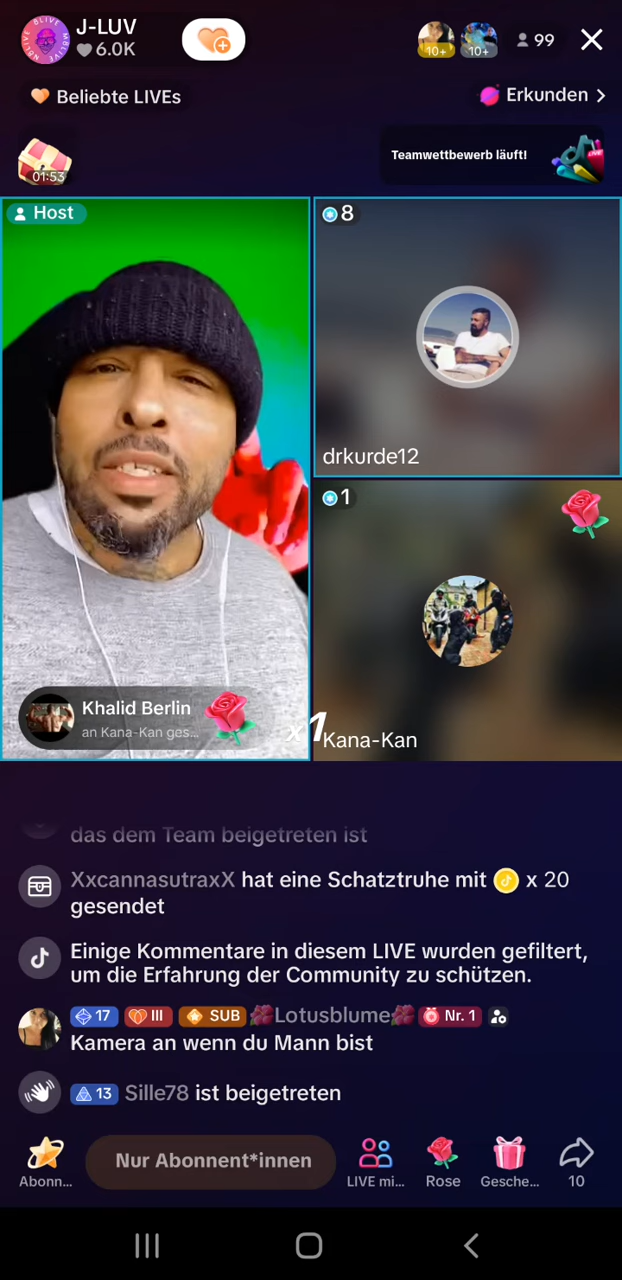 J-LUV
6.0K
10+
10+
99
Beliebte LIVEs
Erkunden
01:53
Teamwettbewerb läuft!
Host
8
drkurde12
1
Khalid Berlin
an Kana-Kan ges...
x1
Kana-Kan
das dem Team beigetreten ist
XxcannasutraxX hat eine Schatztruhe mit x 20
gesendet
Einige Kommentare in diesem LIVE wurden gefiltert,
um die Erfahrung der Community zu schützen.
17 III SUB 🌺Lotusblume🌺 Nr. 1
Kamera an wenn du Mann bist
13 Sille78 ist beigetreten
Nur Abonnent*innen
Abonn...
LIVE mi...
Rose
Gesche...
10